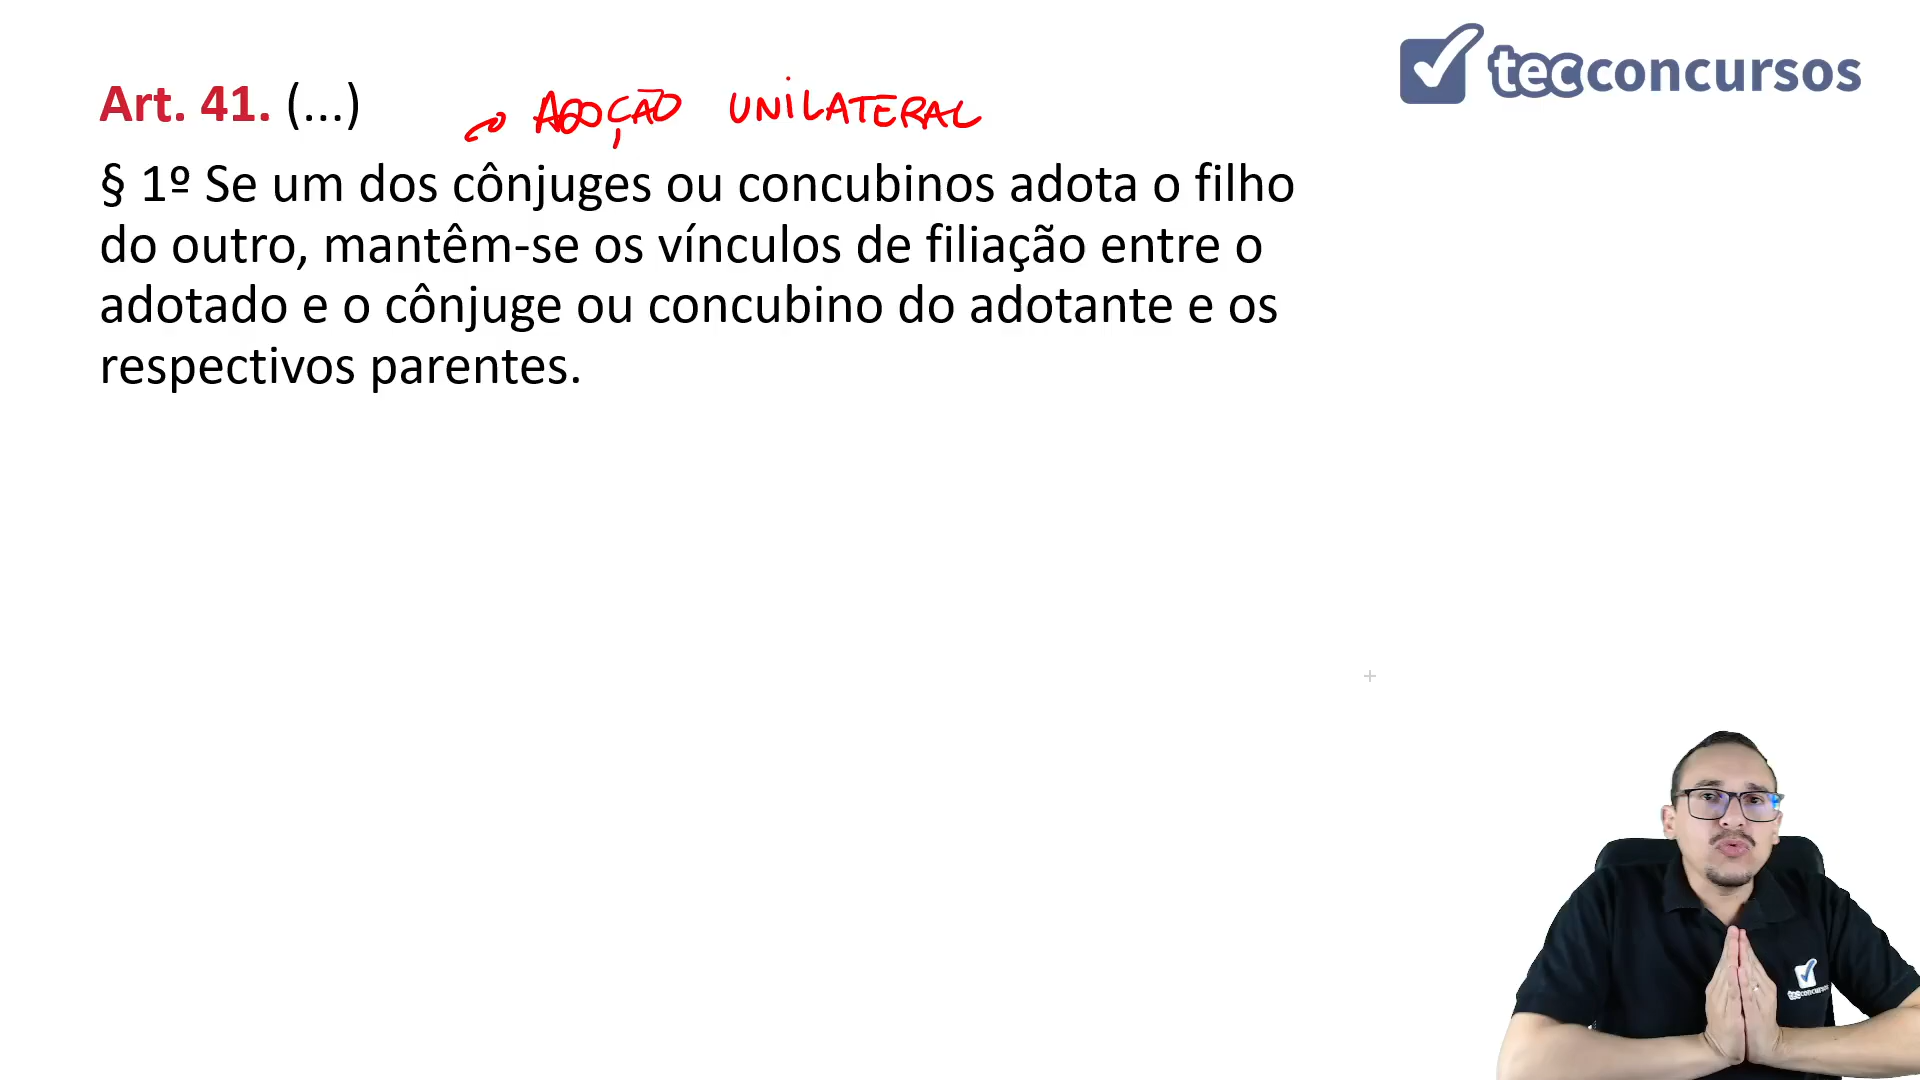 tecconcursos
Art. 41. (...)
ADOÇÃO UNILATERAL
§ 1º Se um dos cônjuges ou concubinos adota o filho
do outro, mantêm-se os vínculos de filiação entre o
adotado e o cônjuge ou concubino do adotante e os
respectivos parentes.
tecconcursos